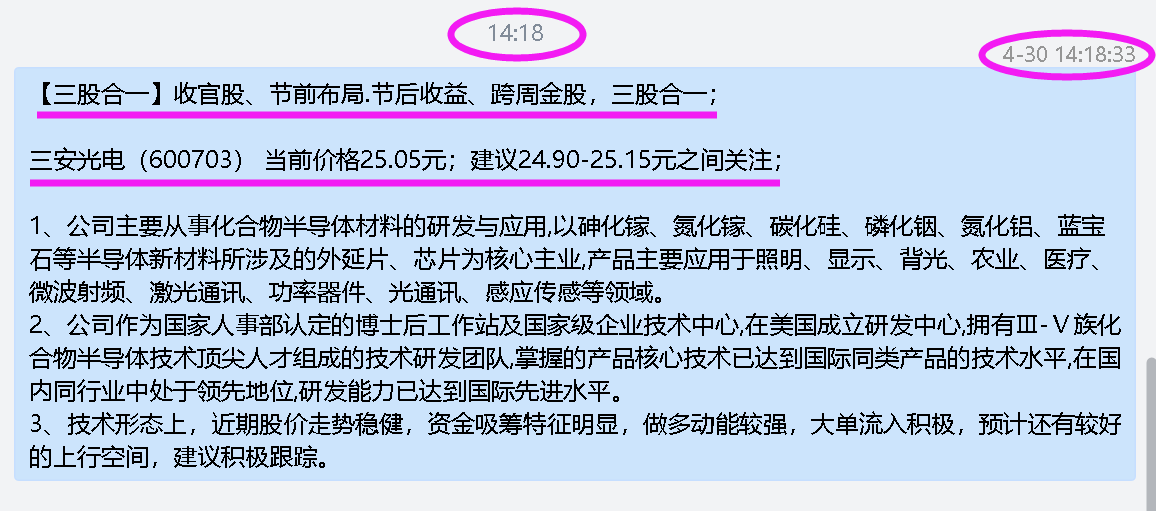 14:18
4-30 14:18:33
【三股合一】收官股、节前布局.节后收益、跨周金股，三股合一;
三安光电（600703） 当前价格25.05元；建议24.90-25.15元之间关注;
1、公司主要从事化合物半导体材料的研发与应用,以砷化镓、氮化镓、碳化硅、磷化铟、氮化铝、蓝宝
石等半导体新材料所涉及的外延片、芯片为核心主业,产品主要应用于照明、显示、背光、农业、医疗、
微波射频、激光通讯、功率器件、光通讯、感应传感等领域。
2、公司作为国家人事部认定的博士后工作站及国家级企业技术中心,在美国成立研发中心,拥有Ⅲ-Ⅴ族化
合物半导体技术顶尖人才组成的技术研发团队,掌握的产品核心技术已达到国际同类产品的技术水平,在国
内同行业中处于领先地位,研发能力已达到国际先进水平。
3、技术形态上，近期股价走势稳健，资金吸筹特征明显，做多动能较强，大单流入积极，预计还有较好
的上行空间，建议积极跟踪。